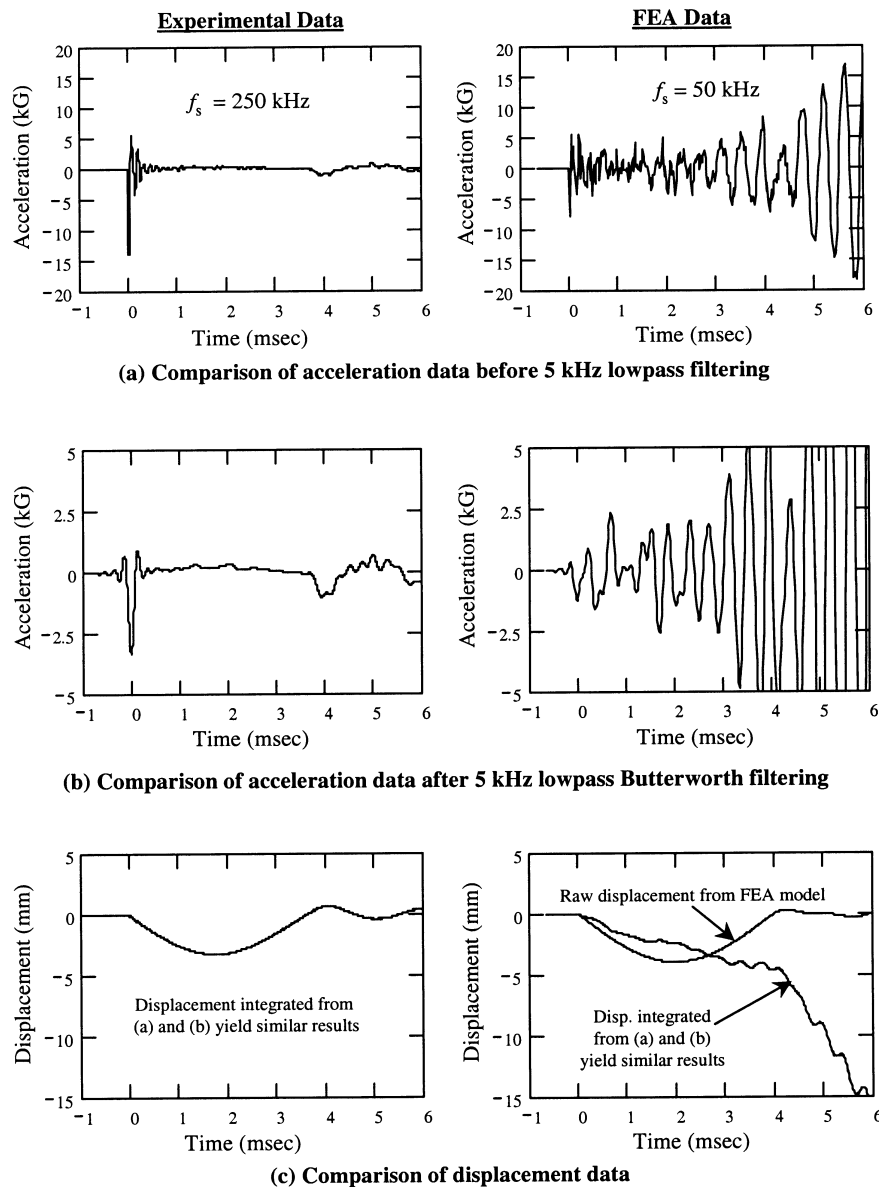 Experimental Data
FEA Data
20
15
10
5
0
−5
−10
−15
−20
Acceleration (kG)
fs = 250 kHz
−1 0 1 2 3 4 5 6
Time (msec)
20
15
10
5
0
−5
−10
−15
−20
Acceleration (kG)
fs = 50 kHz
−1 0 1 2 3 4 5 6
Time (msec)
(a) Comparison of acceleration data before 5 kHz lowpass filtering
5
2.5
0
−2.5
−5
Acceleration (kG)
−1 0 1 2 3 4 5 6
Time (msec)
5
2.5
0
−2.5
−5
Acceleration (kG)
−1 0 1 2 3 4 5 6
Time (msec)
(b) Comparison of acceleration data after 5 kHz lowpass Butterworth filtering
5
0
−5
−10
−15
Displacement (mm)
Displacement integrated from
(a) and (b) yield similar results
−1 0 1 2 3 4 5 6
Time (msec)
5
0
−5
−10
−15
Displacement (mm)
Raw displacement from FEA model
Disp. integrated
from (a) and (b)
yield similar results
−1 0 1 2 3 4 5 6
Time (msec)
(c) Comparison of displacement data